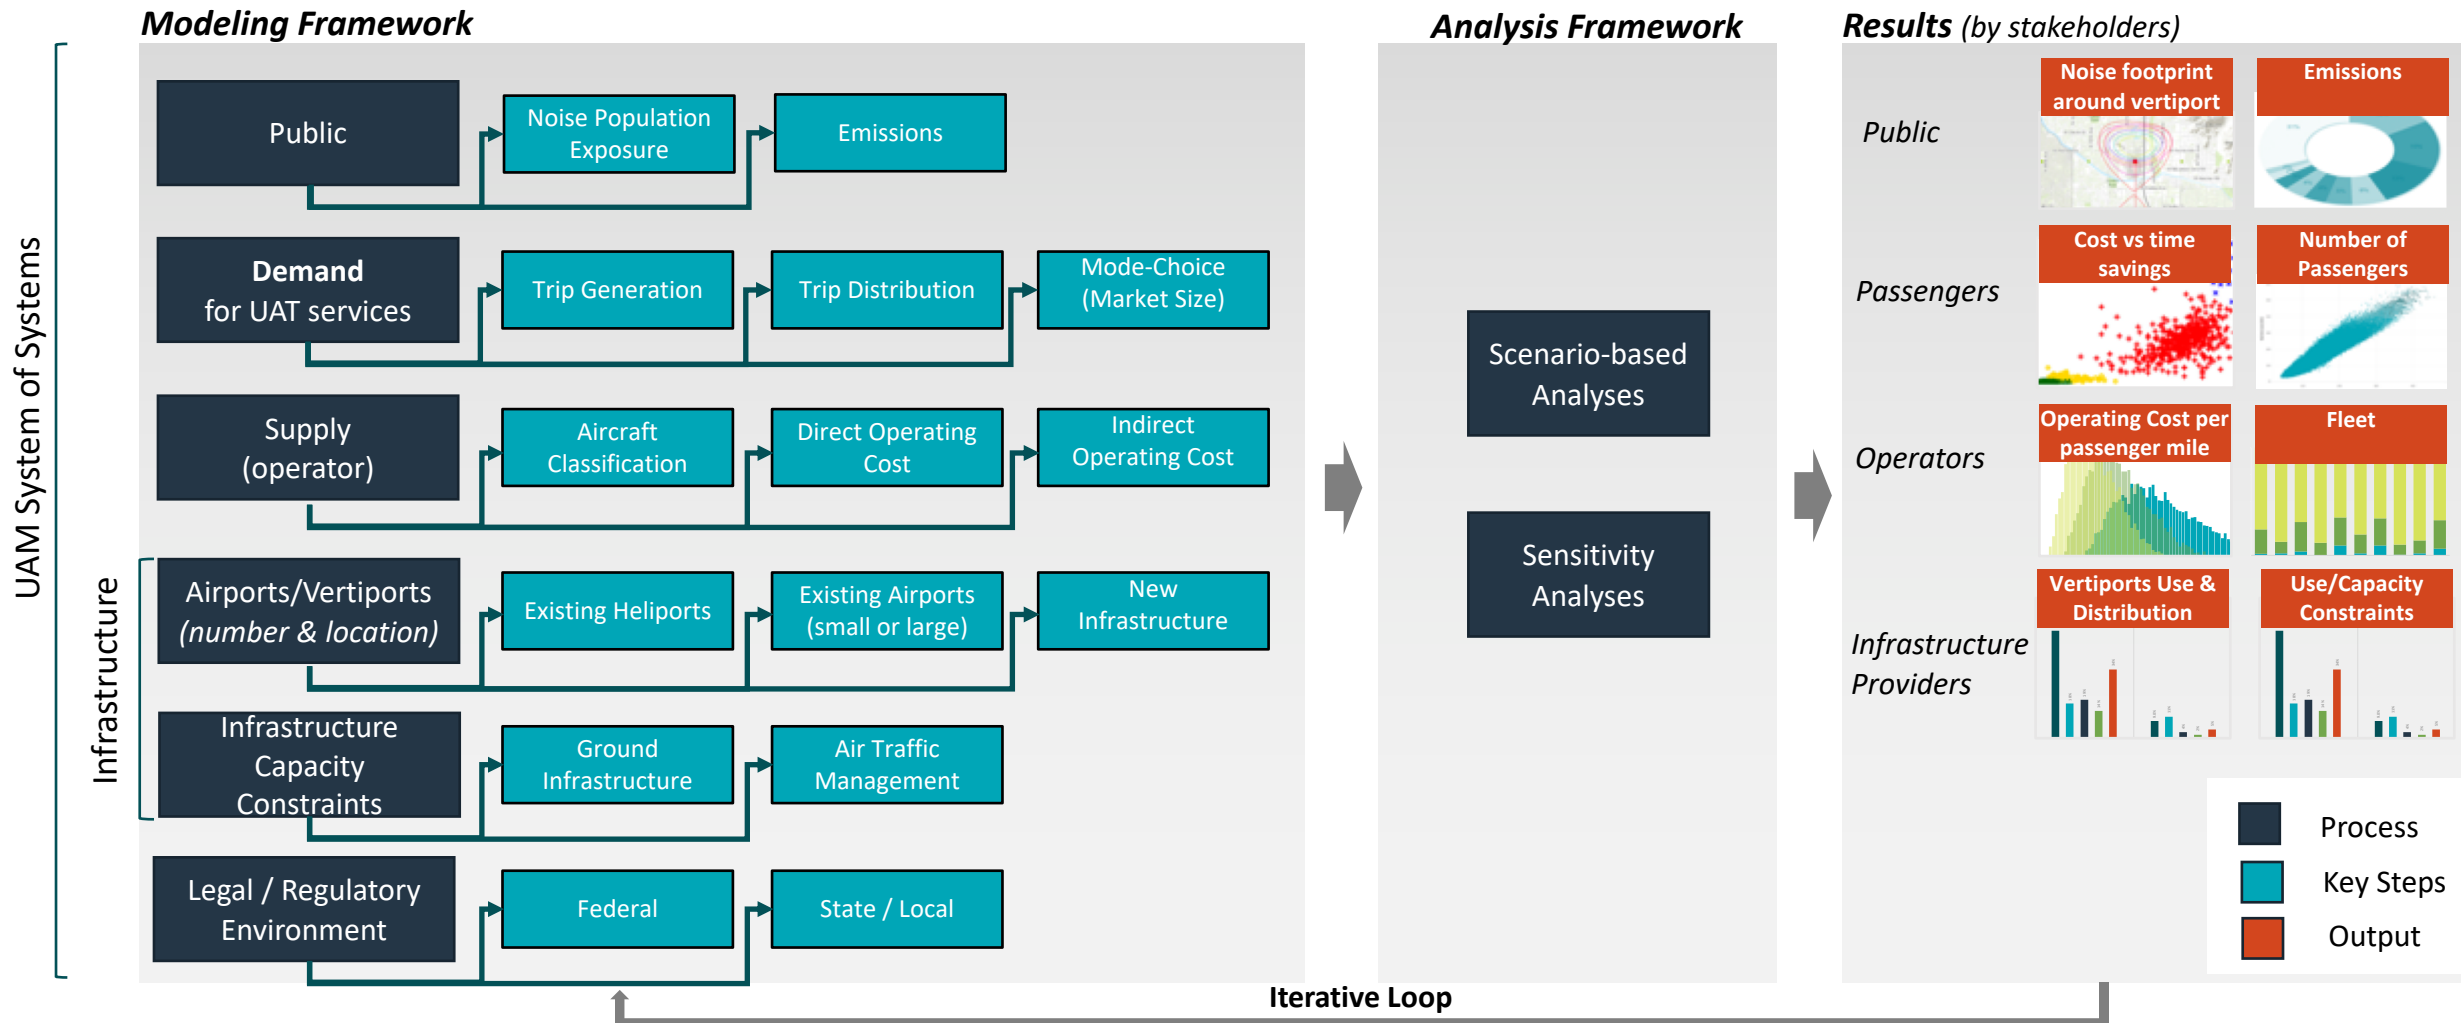 Modeling Framework
Analysis Framework
Results (by stakeholders)
UAM System of Systems
Public
Noise Population
Exposure
Emissions
Demand
for UAT services
Trip Generation
Trip Distribution
Mode-Choice
(Market Size)
Supply
(operator)
Aircraft
Classification
Direct Operating
Cost
Indirect
Operating Cost
Infrastructure
Airports/Vertiports
(number & location)
Existing Heliports
Existing Airports
(small or large)
New
Infrastructure
Infrastructure
Capacity
Constraints
Ground
Infrastructure
Air Traffic
Management
Legal / Regulatory
Environment
Federal
State / Local
Scenario-based
Analyses
Sensitivity
Analyses
Public
Noise footprint
around vertiport
Emissions
Passengers
Cost vs time
savings
Number of
Passengers
Operators
Operating Cost per
passenger mile
Fleet
Infrastructure
Providers
Vertiports Use &
Distribution
Use/Capacity
Constraints
Process
Key Steps
Output
Iterative Loop